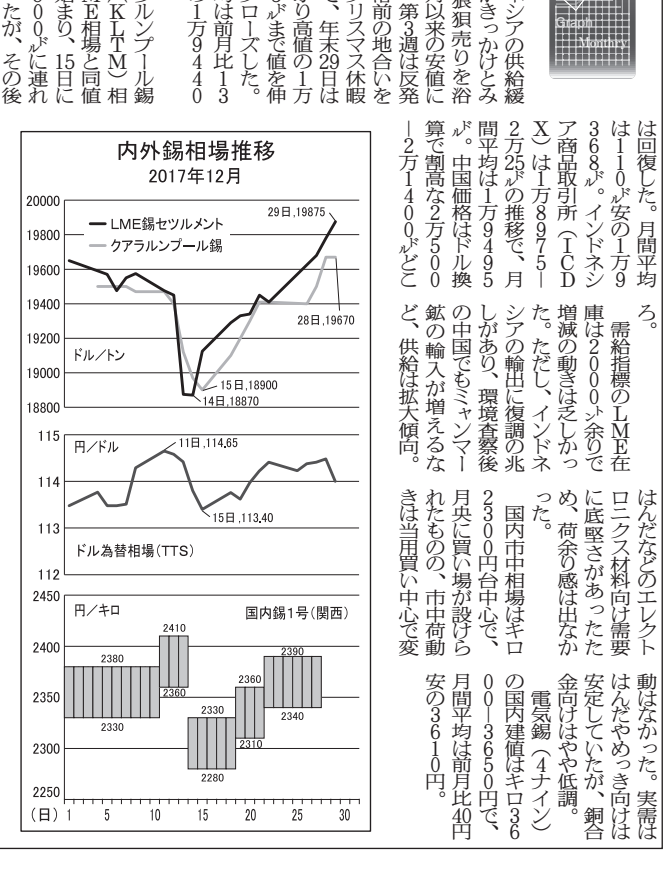 Graph
Monthly
シアの供給緩
きっかけとみ
狼狽売りを浴
月以来の安値に
第3週は反発
前の地合いを
リスマス休暇
、年末29日は
り高値の1万
㌦まで値を伸
ローズした。
は前月比13
の1万9440
ルンプール錫
KLTM)相
E相場と同値
まり、15日に
00㌦に連れ
たが、その後
は回復した。月間平均
は110㌦安の1万9
368㌦。インドネシ
ア商品取引所(ICD
X)は1万8975―
2万25㌦の推移で、月
間平均は1万9495
㌦。中国価格はドル換
算で割高な2万500
―2万1400㌦どこ
ろ。
需給指標のLME在
庫は2000㌧余りで
増減の動きは乏しかっ
た。ただし、インドネ
シアの輸出に復調の兆
しがあり、環境査察後
の中国でもミャンマー
鉱の輸入が増えるな
ど、供給は拡大傾向。
はんだなどのエレクト
ロニクス材料向け需要
に底堅さがあったた
め、荷余り感は出なか
った。
国内市中相場はキロ
2300円台中心で、
月央に買い場が設けら
れたものの、市中荷動
きは当用買い中心で変
動はなかった。実需は
はんだやめっき向けは
安定していたが、銅合
金向けはやや低調。
電気錫(4ナイン)
の国内建値はキロ36
00―3650円で、
月間平均は前月比40円
安の3610円。
内外錫相場推移
2017年12月
20000
19800
19600
19400
19200
19000
18800
LME錫セツルメント
クアラルンプール錫
29日,19875
28日,19670
ドル/トン
15日,18900
14日,18870
115
114
113
112
円/ドル
11日,114.65
15日,113.40
ドル為替相場(TTS)
2450
2400
2350
2300
2250
円/キロ
国内錫1号(関西)
2380
2330
2410
2360
2330
2280
2360
2310
2390
2340
(日) 1 5 10 15 20 25 30